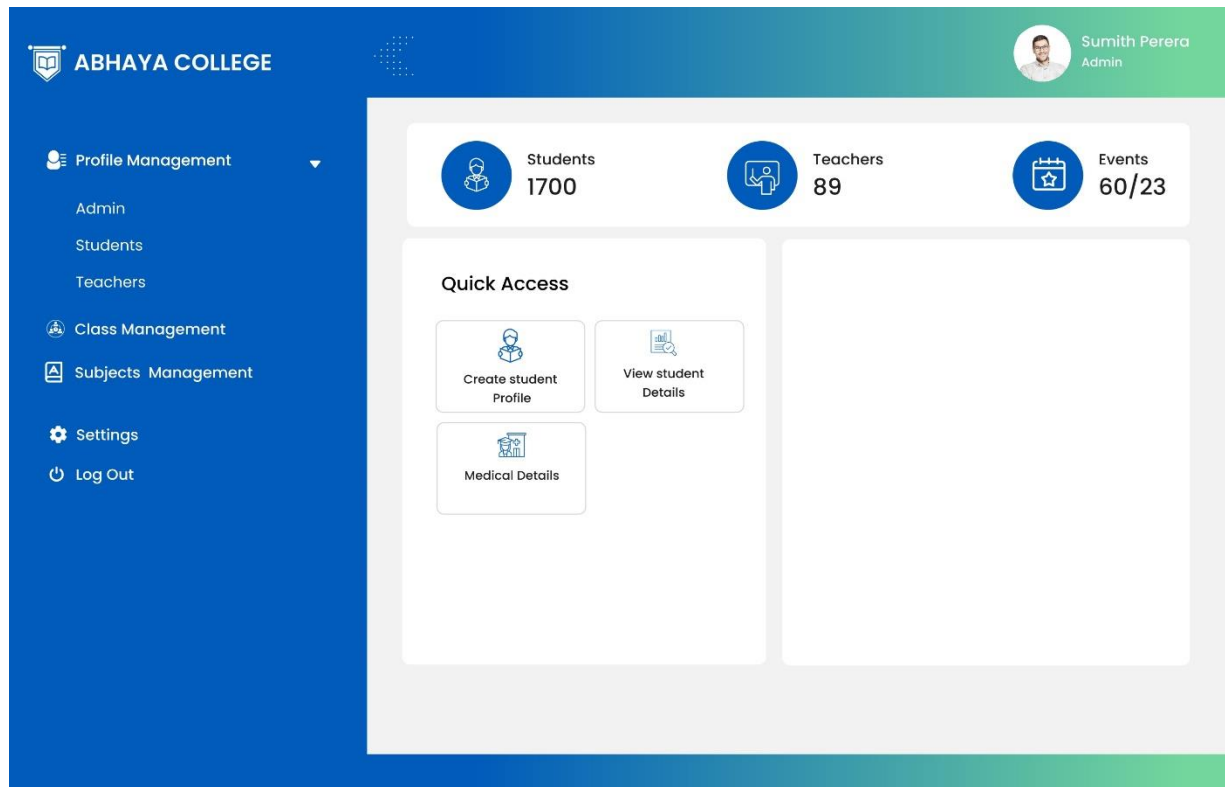 ABHAYA COLLEGE
Sumith Perera
Admin
Profile Management
Admin
Students
Teachers
Class Management
Subjects Management
Settings
Log Out
Students
1700
Teachers
89
Events
60/23
Quick Access
Create student
Profile
View student
Details
Medical Details